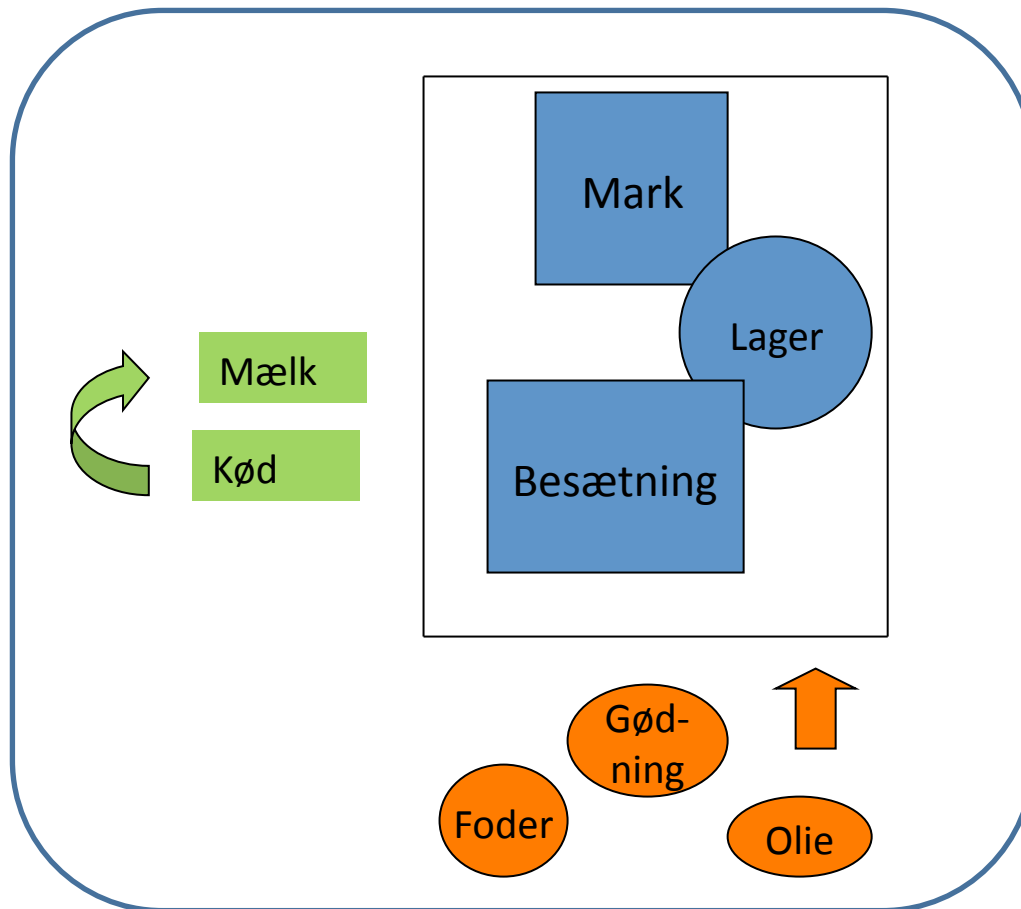 Mark
Lager
Mælk
Kød
Besætning
Gød-
ning
Foder
Olie